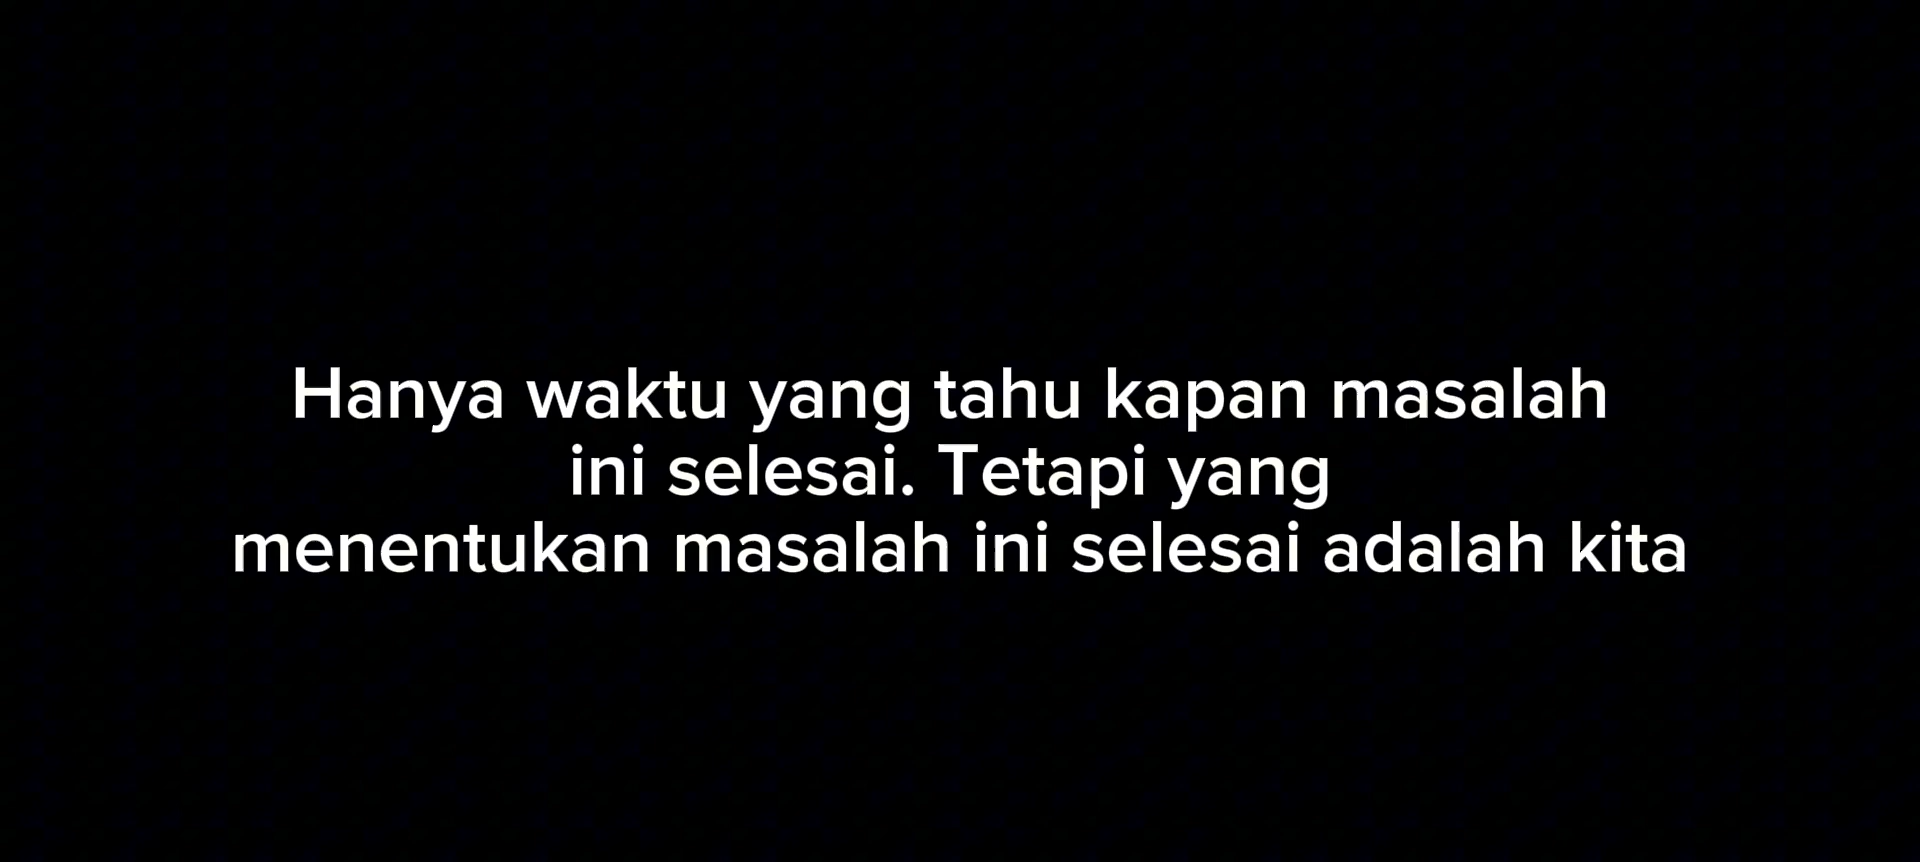 Hanya waktu yang tahu kapan masalah
ini selesai. Tetapi yang
menentukan masalah ini selesai adalah kita